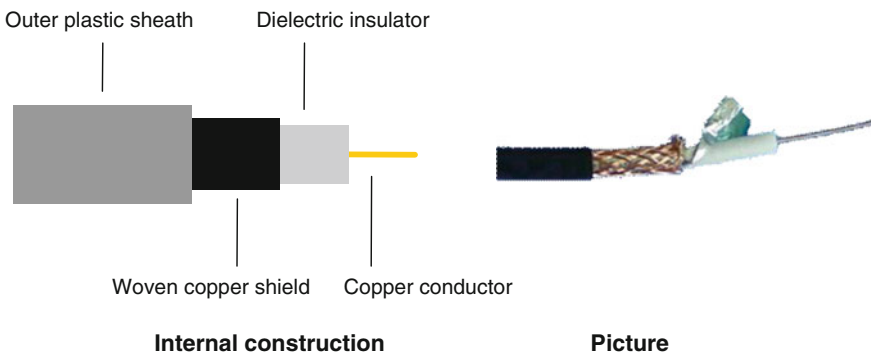 Outer plastic sheath
Dielectric insulator
Woven copper shield
Copper conductor
Internal construction
Picture